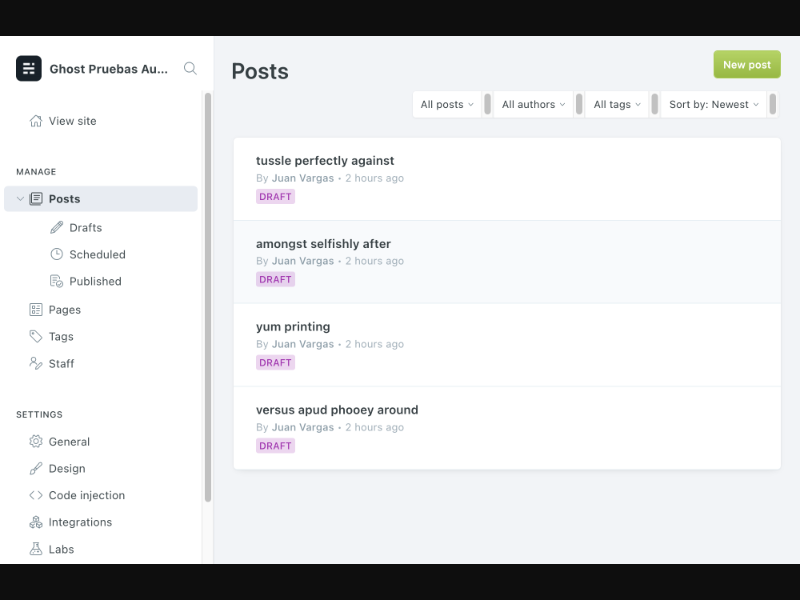 Ghost Pruebas Au...
View site
MANAGE
Posts
Drafts
Scheduled
Published
Pages
Tags
Staff
SETTINGS
General
Design
Code injection
Integrations
Labs
Posts
New post
All posts
All authors
All tags
Sort by: Newest
tussle perfectly against
By Juan Vargas • 2 hours ago
DRAFT
amongst selfishly after
By Juan Vargas • 2 hours ago
DRAFT
yum printing
By Juan Vargas • 2 hours ago
DRAFT
versus apud phooey around
By Juan Vargas • 2 hours ago
DRAFT